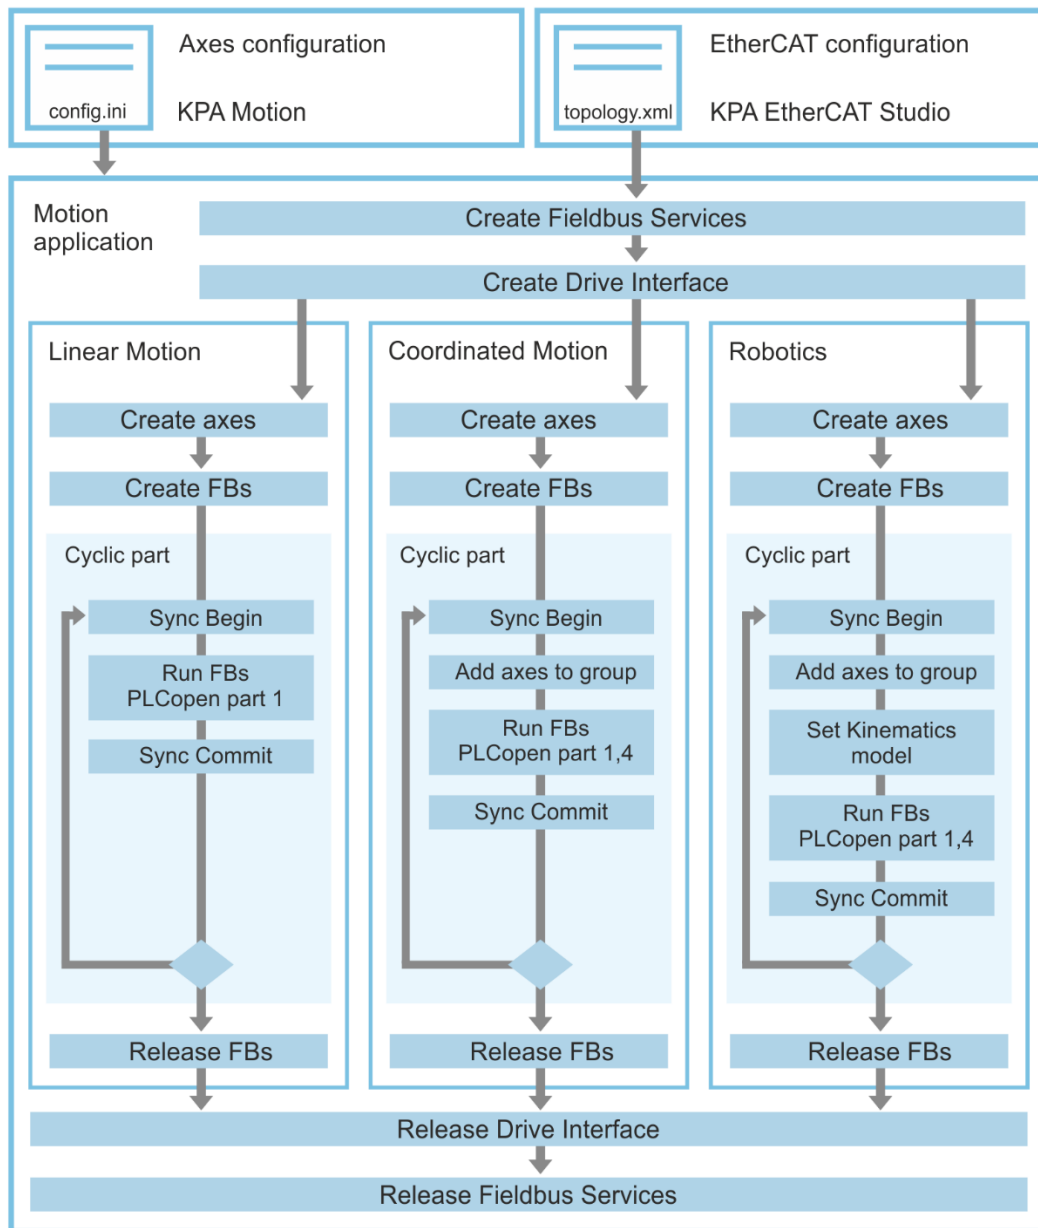 Axes configuration
config.ini
KPA Motion
EtherCAT configuration
topology.xml
KPA EtherCAT Studio
Motion
application
Create Fieldbus Services
Create Drive Interface
Linear Motion
Create axes
Create FBs
Cyclic part
Sync Begin
Run FBs
PLCopen part 1
Sync Commit
Release FBs
Coordinated Motion
Create axes
Create FBs
Cyclic part
Sync Begin
Add axes to group
Run FBs
PLCopen part 1,4
Sync Commit
Release FBs
Robotics
Create axes
Create FBs
Cyclic part
Sync Begin
Add axes to group
Set Kinematics
model
Run FBs
PLCopen part 1,4
Sync Commit
Release FBs
Release Drive Interface
Release Fieldbus Services